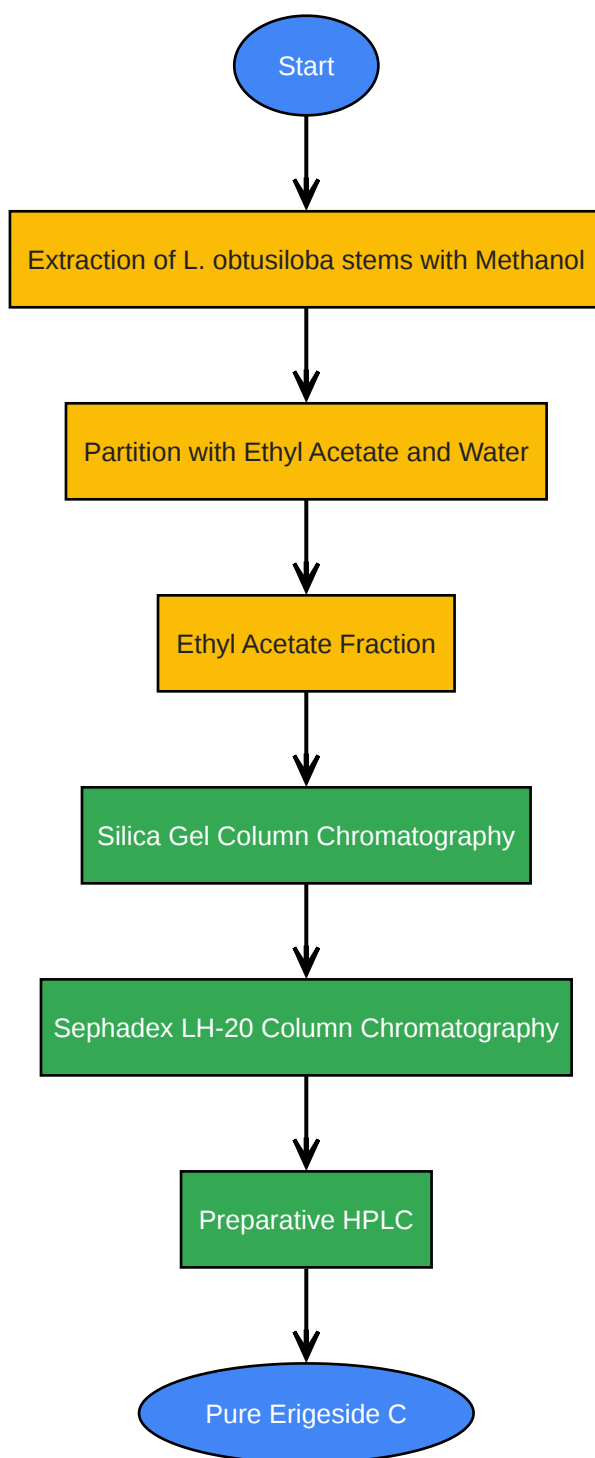 Start
Extraction of L. obtusiloba stems with Methanol
Partition with Ethyl Acetate and Water
Ethyl Acetate Fraction
Silica Gel Column Chromatography
Sephadex LH-20 Column Chromatography
Preparative HPLC
Pure Erigeside C